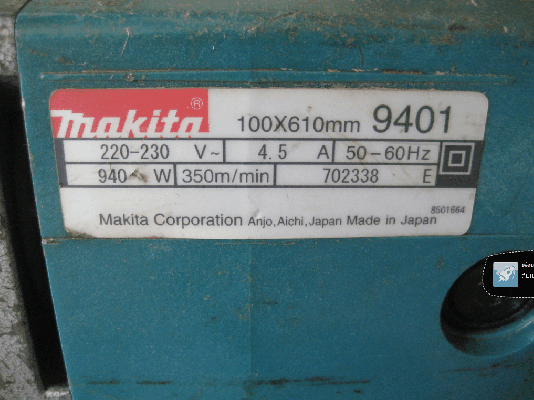 makita ® 100X610mm 9401
220-230 V~ 4.5 A 50-60Hz
940 W 350m/min 702338 E
Makita Corporation Anjo, Aichi, Japan Made in Japan 8501664